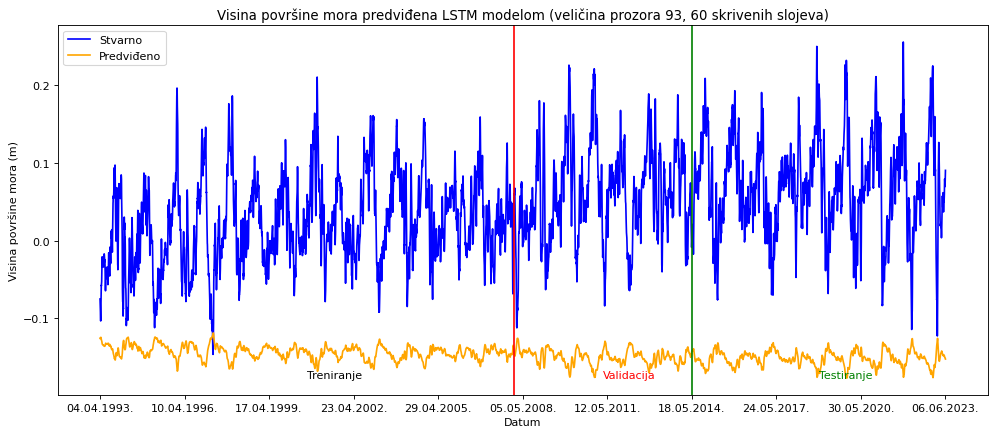 Visina površine mora predviđena LSTM modelom (veličina prozora 93, 60 skrivenih slojeva)
Stvarno
Predviđeno
Visina površine mora (m)
0.2
0.1
0.0
−0.1
Treniranje
Validacija
Testiranje
04.04.1993.
10.04.1996.
17.04.1999.
23.04.2002.
29.04.2005.
05.05.2008.
12.05.2011.
18.05.2014.
24.05.2017.
30.05.2020.
06.06.2023.
Datum